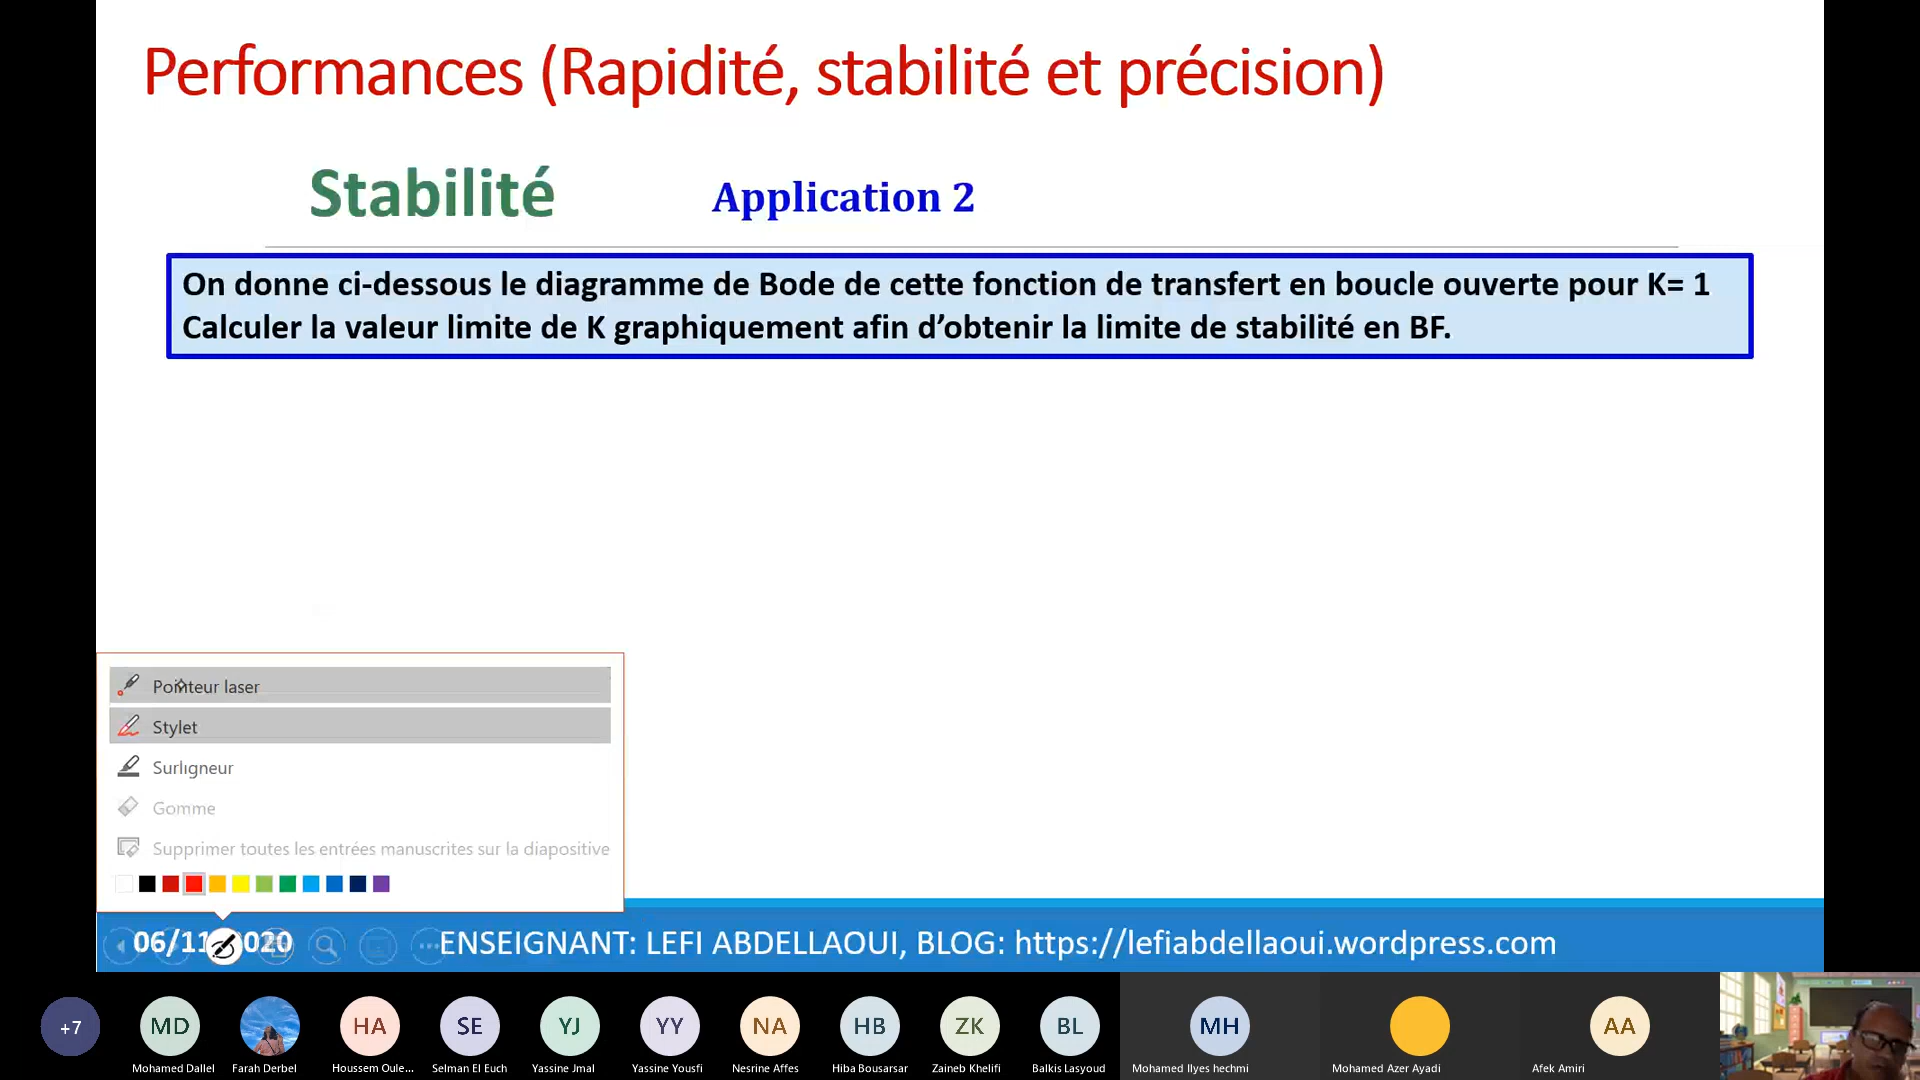 Performances (Rapidité, stabilité et précision)
Stabilité
Application 2
On donne ci-dessous le diagramme de Bode de cette fonction de transfert en boucle ouverte pour K= 1
Calculer la valeur limite de K graphiquement afin d’obtenir la limite de stabilité en BF.
Pointeur laser
Stylet
Surligneur
Gomme
Supprimer toutes les entrées manuscrites sur la diapositive
06/11 2020
ENSEIGNANT: LEFI ABDELLAOUI, BLOG: https://lefiabdellaoui.wordpress.com
+7
MD
HA
SE
YJ
YY
NA
HB
ZK
BL
MH
AA
Mohamed Dallel
Farah Derbel
Houssem Oule...
Selman El Euch
Yassine Jmal
Yassine Yousfi
Nesrine Affes
Hiba Bousarsar
Zaineb Khelifi
Balkis Lasyoud
Mohamed Ilyes hechmi
Mohamed Azer Ayadi
Afek Amiri